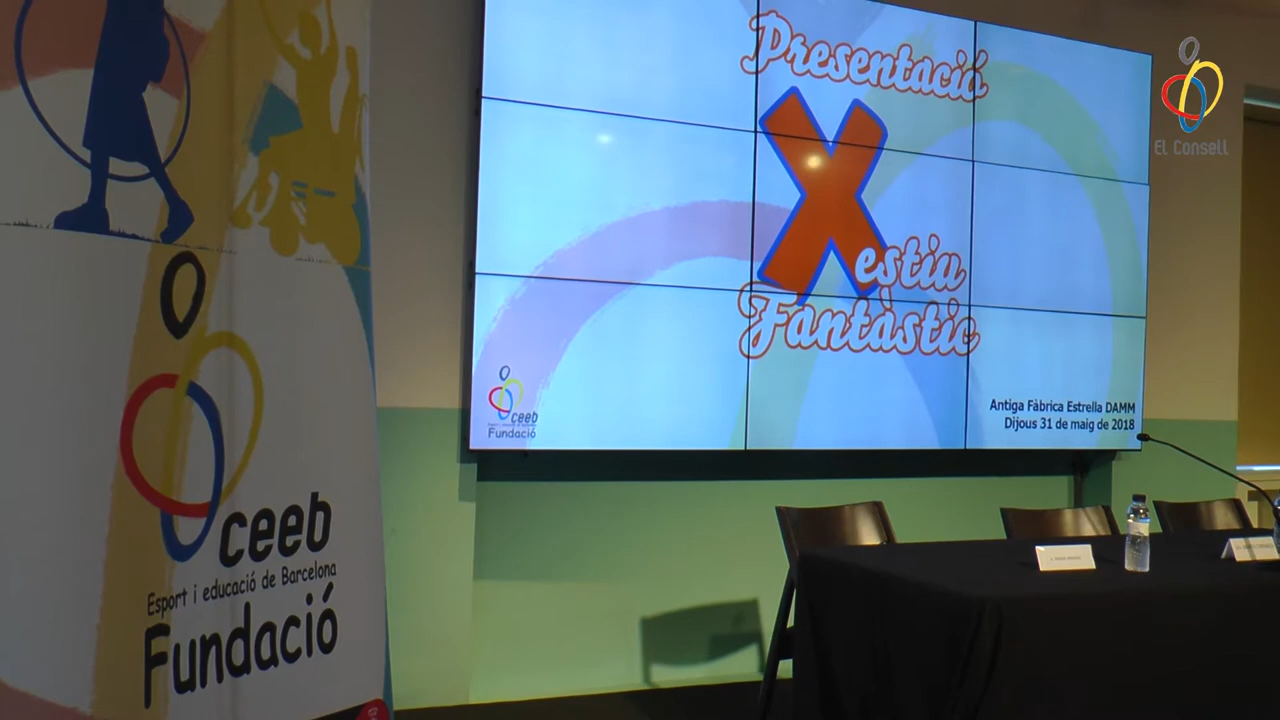 Presentació
X estiu
Fantàstic
Antiga Fàbrica Estrella DAMM
Dijous 31 de maig de 2018
ceeb
Fundació
El Consell
ceeb
Esport i educació de Barcelona
Fundació